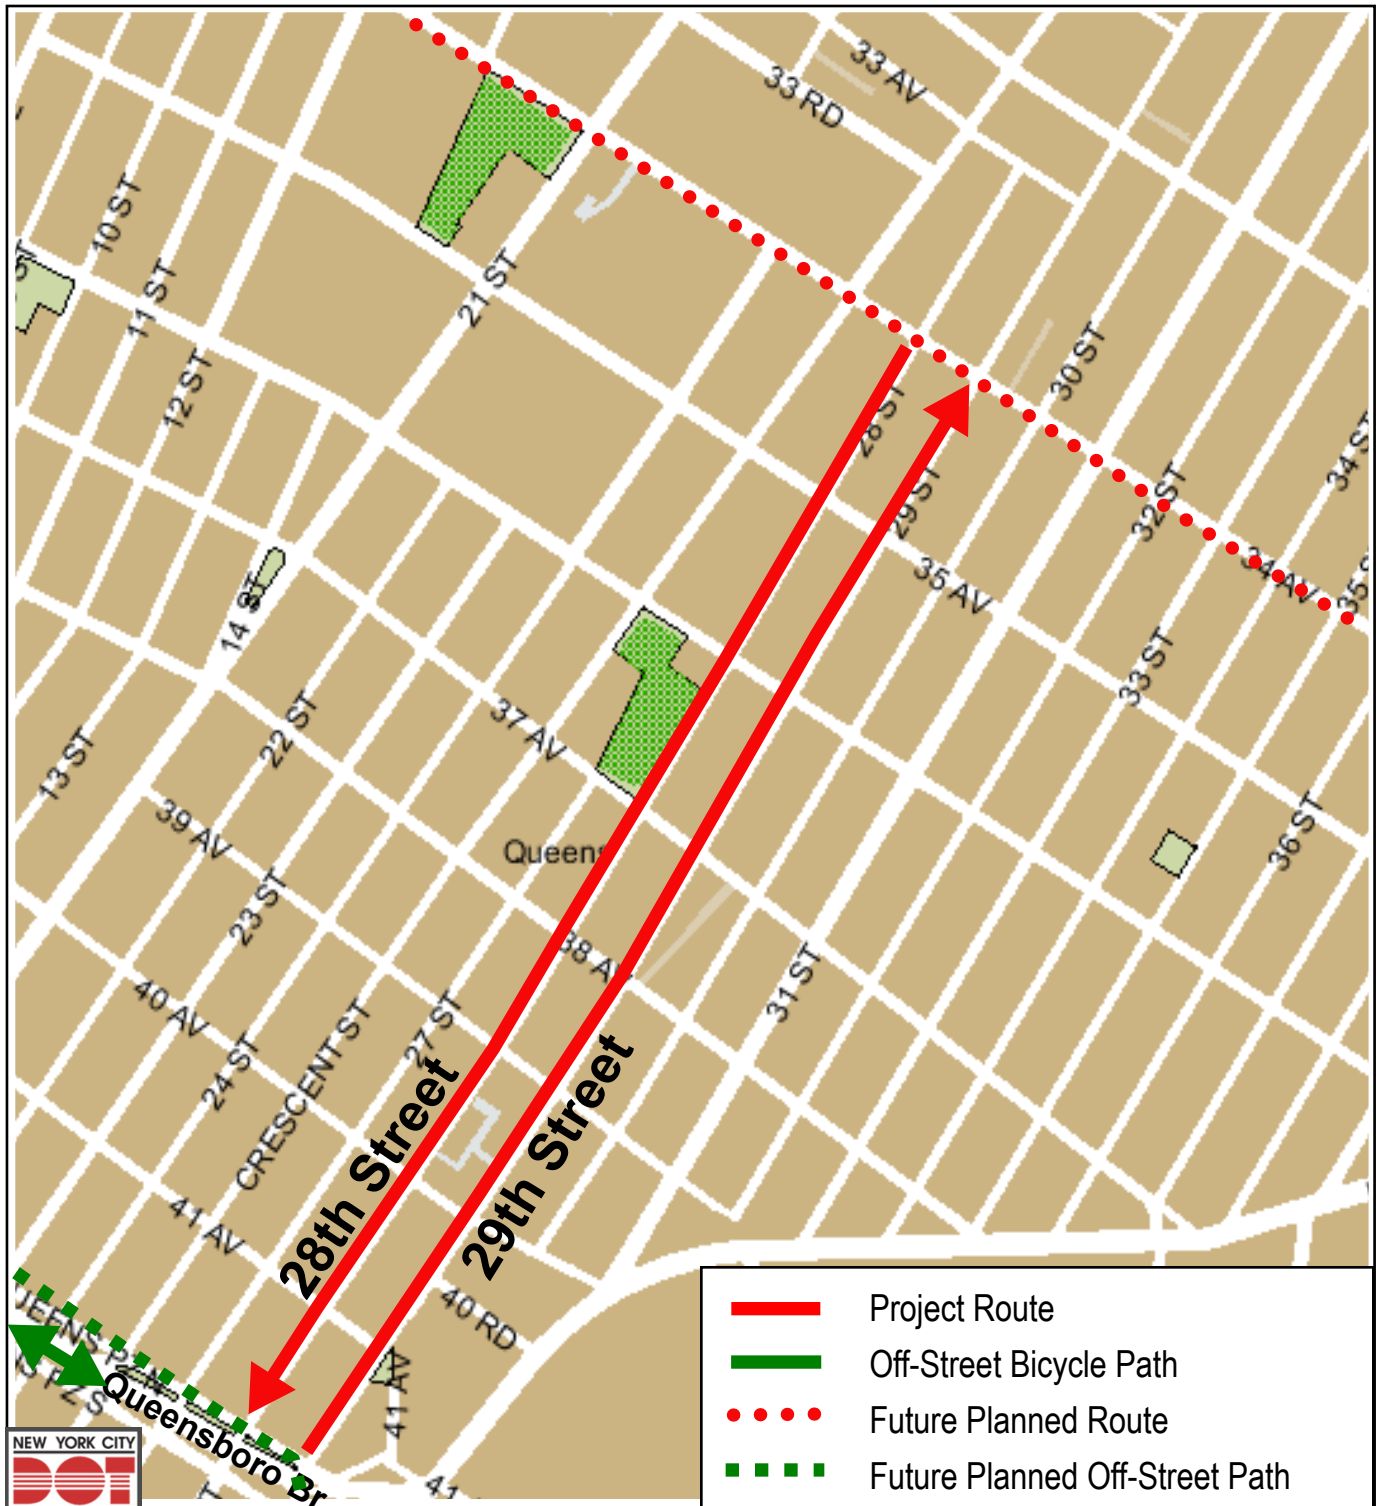 33 AV
33 RD
10 ST
11 ST
21 ST
12 ST
30 ST
28 ST
34 ST
29 ST
32 ST
34 AV
35 AV
14 ST
33 ST
22 ST
37 AV
13 ST
36 ST
39 AV
Queens
23 ST
38 AV
31 ST
40 AV
27 ST
CRESCENT ST
24 ST
28th Street
29th Street
41 AV
40 RD
41 AV
41
Queensboro Br
Project Route
Off-Street Bicycle Path
Future Planned Route
Future Planned Off-Street Path
NEW YORK CITY
DOT